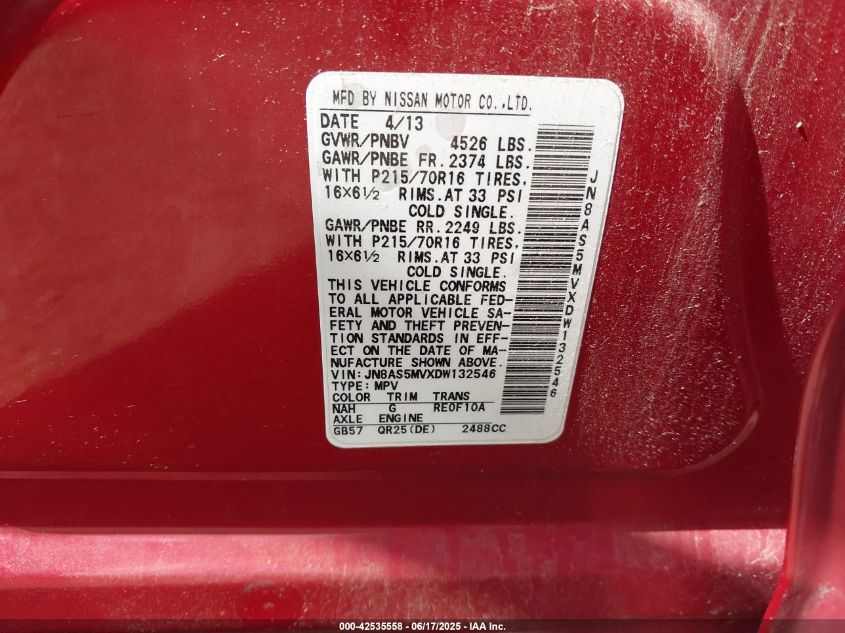 MFD BY NISSAN MOTOR CO.,LTD.
DATE 4/13
GVWR/PNBV 4526 LBS.
GAWR/PNBE FR. 2374 LBS.
WITH P215/70R16 TIRES,
16X6½ RIMS.AT 33 PSI
COLD SINGLE.
GAWR/PNBE RR. 2249 LBS.
WITH P215/70R16 TIRES,
16X6½ RIMS.AT 33 PSI
COLD SINGLE.
THIS VEHICLE CONFORMS
TO ALL APPLICABLE FED-
ERAL MOTOR VEHICLE SA-
FETY AND THEFT PREVEN-
TION STANDARDS IN EFF-
ECT ON THE DATE OF MA-
NUFACTURE SHOWN ABOVE.
VIN: JN8AS5MVXDW132546
TYPE: MPV
COLOR TRIM TRANS
NAH G RE0F10A
AXLE ENGINE
GB57 QR25(DE) 2488CC
JN8AS5MVXDW132546
000-42535558 - 06/17/2025 - IAA Inc.